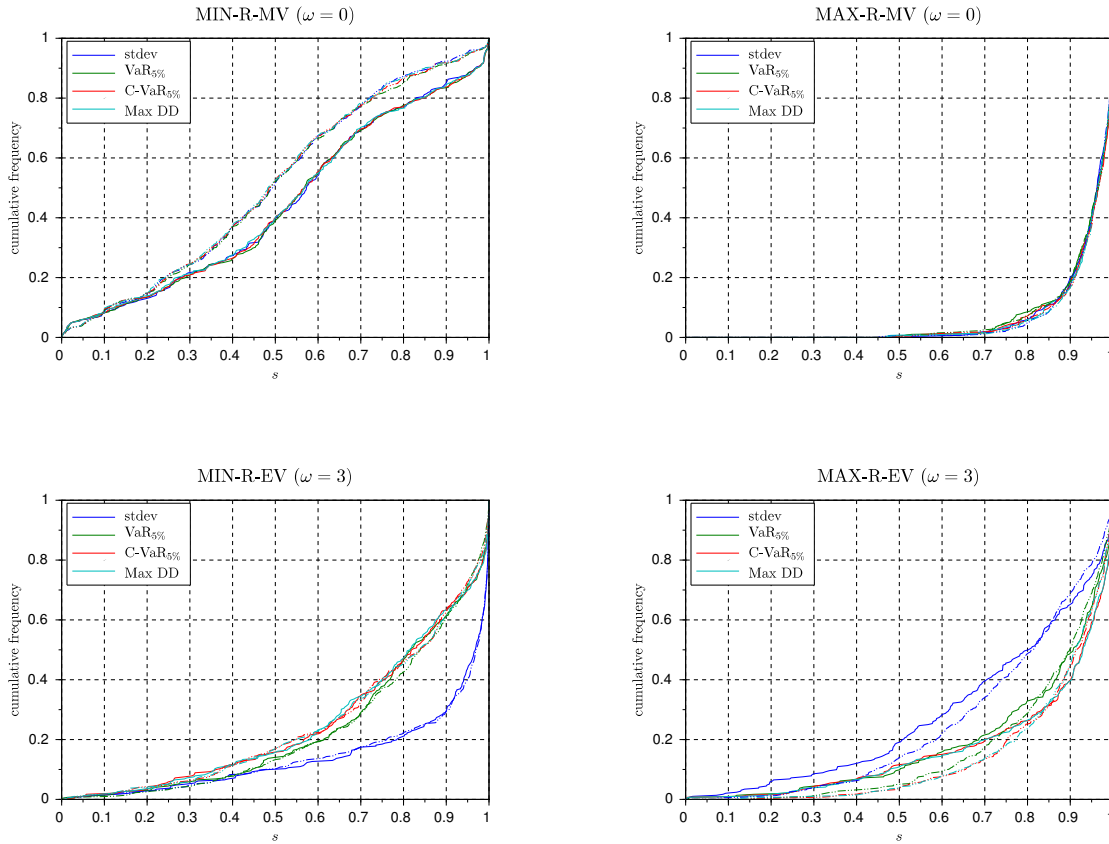 MIN-R-MV (ω = 0)
1
0.8
0.6
0.4
0.2
0
cumulative frequency
stdev
VaR5%
C-VaR5%
Max DD
0 0.1 0.2 0.3 0.4 0.5 0.6 0.7 0.8 0.9 1
s
MAX-R-MV (ω = 0)
1
0.8
0.6
0.4
0.2
0
cumulative frequency
stdev
VaR5%
C-VaR5%
Max DD
0 0.1 0.2 0.3 0.4 0.5 0.6 0.7 0.8 0.9 1
s
MIN-R-EV (ω = 3)
1
0.8
0.6
0.4
0.2
0
cumulative frequency
stdev
VaR5%
C-VaR5%
Max DD
0 0.1 0.2 0.3 0.4 0.5 0.6 0.7 0.8 0.9 1
s
MAX-R-EV (ω = 3)
1
0.8
0.6
0.4
0.2
0
cumulative frequency
stdev
VaR5%
C-VaR5%
Max DD
0 0.1 0.2 0.3 0.4 0.5 0.6 0.7 0.8 0.9 1
s